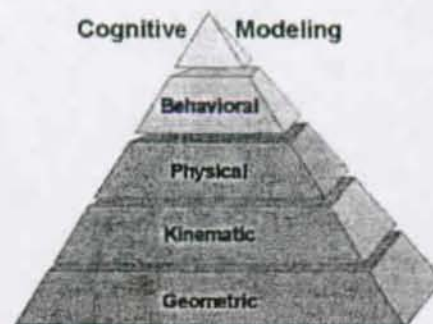 Cognitive Modeling
Behavioral
Physical
Kinematic
Geometric